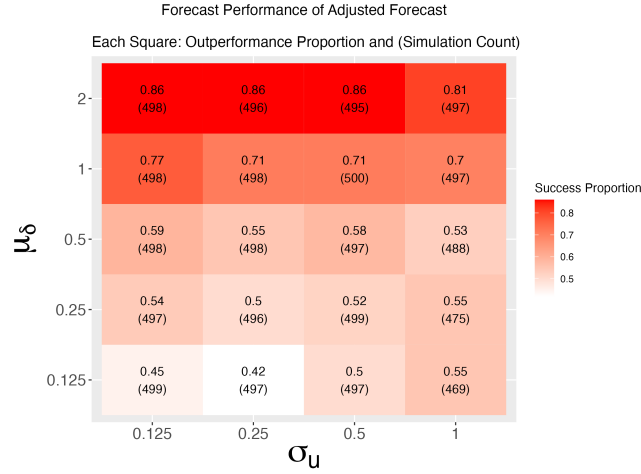 Forecast Performance of Adjusted Forecast
Each Square: Outperformance Proportion and (Simulation Count)
μδ
2
0.86 0.86 0.86 0.81
(498) (496) (495) (497)
1
0.77 0.71 0.71 0.7
(498) (498) (500) (497)
0.5
0.59 0.55 0.58 0.53
(498) (498) (497) (488)
0.25
0.54 0.5 0.52 0.55
(497) (496) (499) (475)
0.125
0.45 0.42 0.5 0.55
(499) (497) (497) (469)
0.125 0.25 0.5 1
σu
Success Proportion
0.8
0.7
0.6
0.5